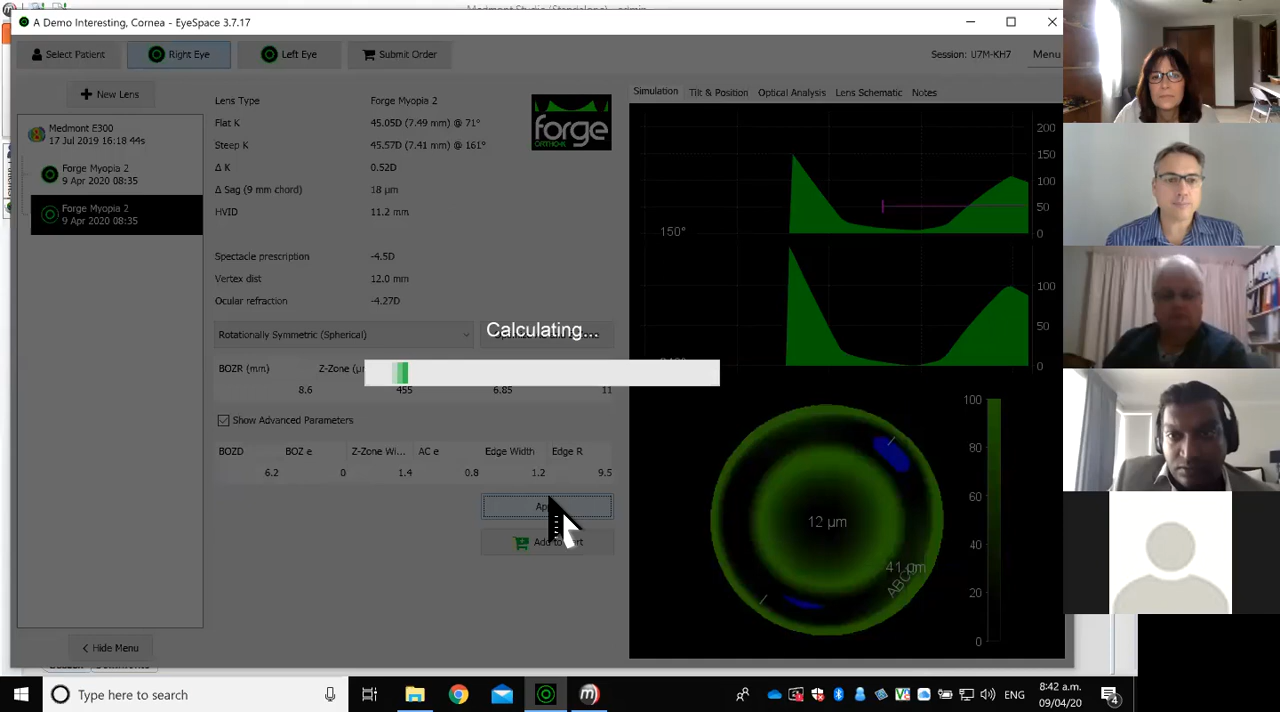 A Demo Interesting, Cornea - EyeSpace 3.7.17
Select Patient
Right Eye
Left Eye
Submit Order
Session: U7M-KH7
Menu
New Lens
Medmont E300
17 Jul 2019 16:18 44s
Forge Myopia 2
9 Apr 2020 08:35
Forge Myopia 2
9 Apr 2020 08:35
Hide Menu
Lens Type Forge Myopia 2
Flat K 45.05D (7.49 mm) @ 71°
Steep K 45.57D (7.41 mm) @ 161°
Δ K 0.52D
Δ Sag (9 mm chord) 18 µm
HVID 11.2 mm
forge
ORTHO-K
Spectacle prescription -4.5D
Vertex dist 12.0 mm
Ocular refraction -4.27D
Rotationally Symmetric (Spherical)
Calculating...
BOZR (mm) Z-Zone (µm
8.6 455 6.85 11
Show Advanced Parameters
BOZD BOZ e Z-Zone Wi... AC e Edge Width Edge R
6.2 0 1.4 0.8 1.2 9.5
Add to
Simulation Tilt & Position Optical Analysis Lens Schematic Notes
200
150
100
50
0
150°
100
50
0
100
80
60
40
20
0
12 µm
41 µm
Type here to search
ENG
8:42 a.m.
09/04/20
4